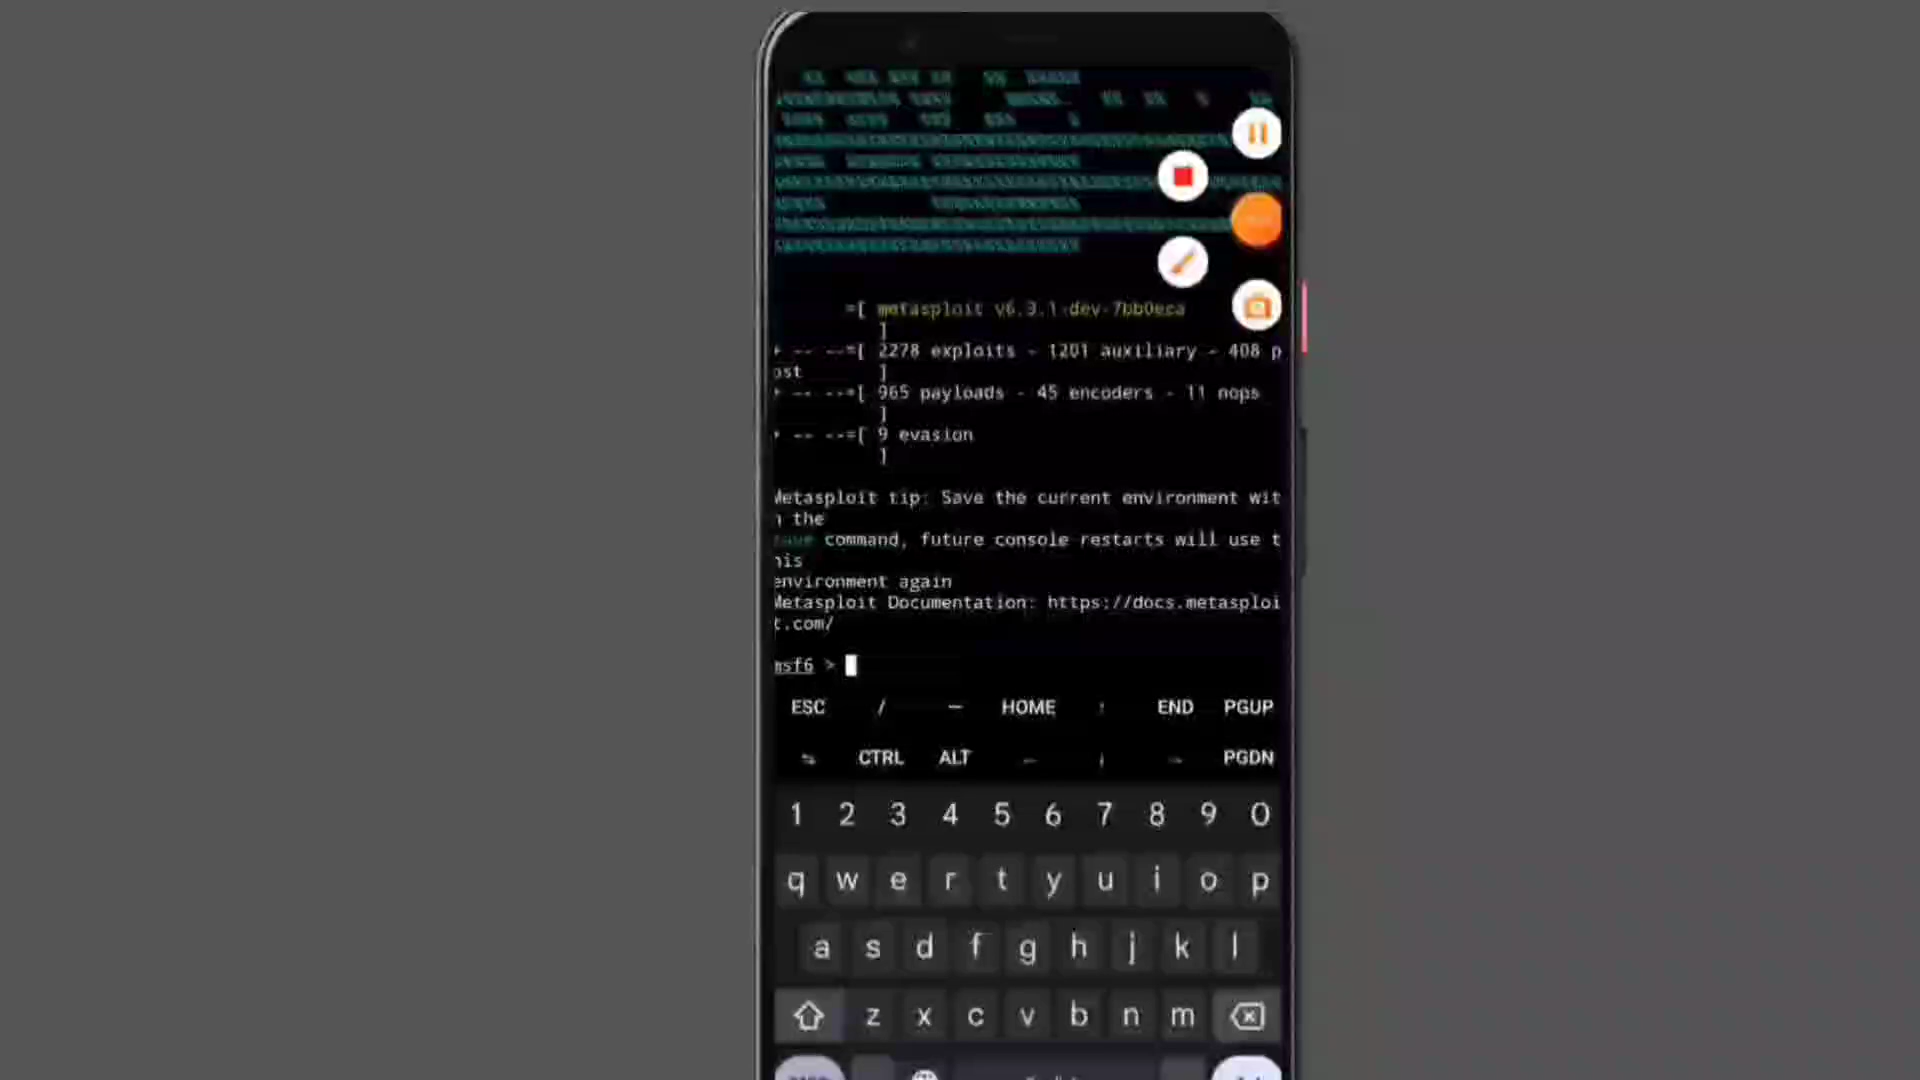 =[ metasploit v6.3.1-dev-7bb0eca
]
-- --=[ 2278 exploits - 1201 auxiliary - 408 p
ost ]
-- --=[ 965 payloads - 45 encoders - 11 nops
]
-- --=[ 9 evasion
]
Metasploit tip: Save the current environment wit
h the
save command, future console restarts will use t
his
environment again
Metasploit Documentation: https://docs.metasploi
t.com/
msf6 >
ESC / — HOME ↑ END PGUP
CTRL ALT ← ↓ → PGDN
1 2 3 4 5 6 7 8 9 0
q w e r t y u i o p
a s d f g h j k l
z x c v b n m